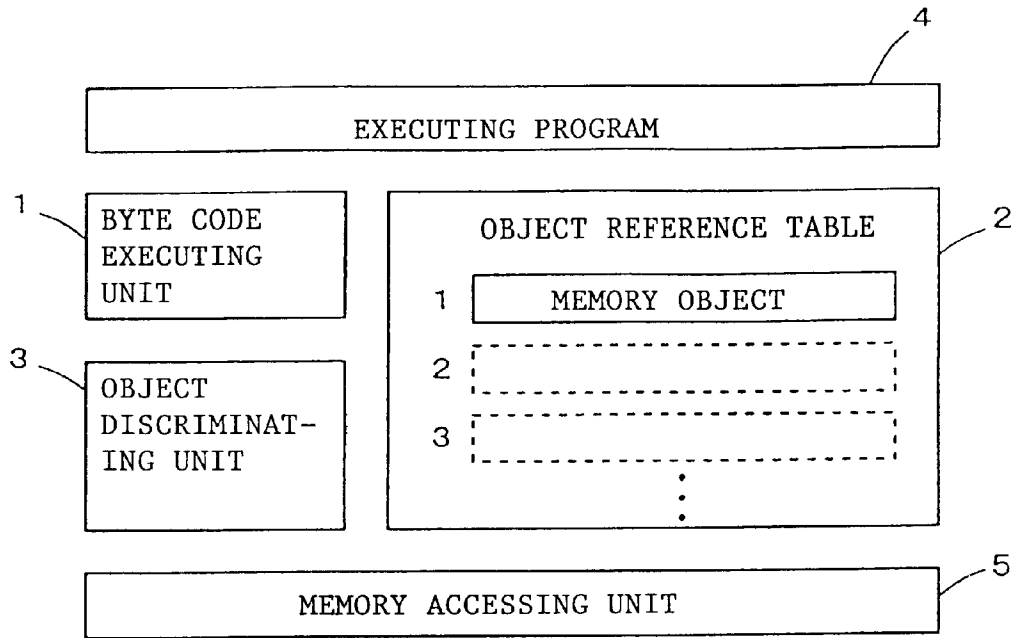 4
EXECUTING PROGRAM
1
BYTE CODE
EXECUTING
UNIT
OBJECT REFERENCE TABLE
2
1
MEMORY OBJECT
2
3
3
OBJECT
DISCRIMINAT-
ING UNIT
5
MEMORY ACCESSING UNIT